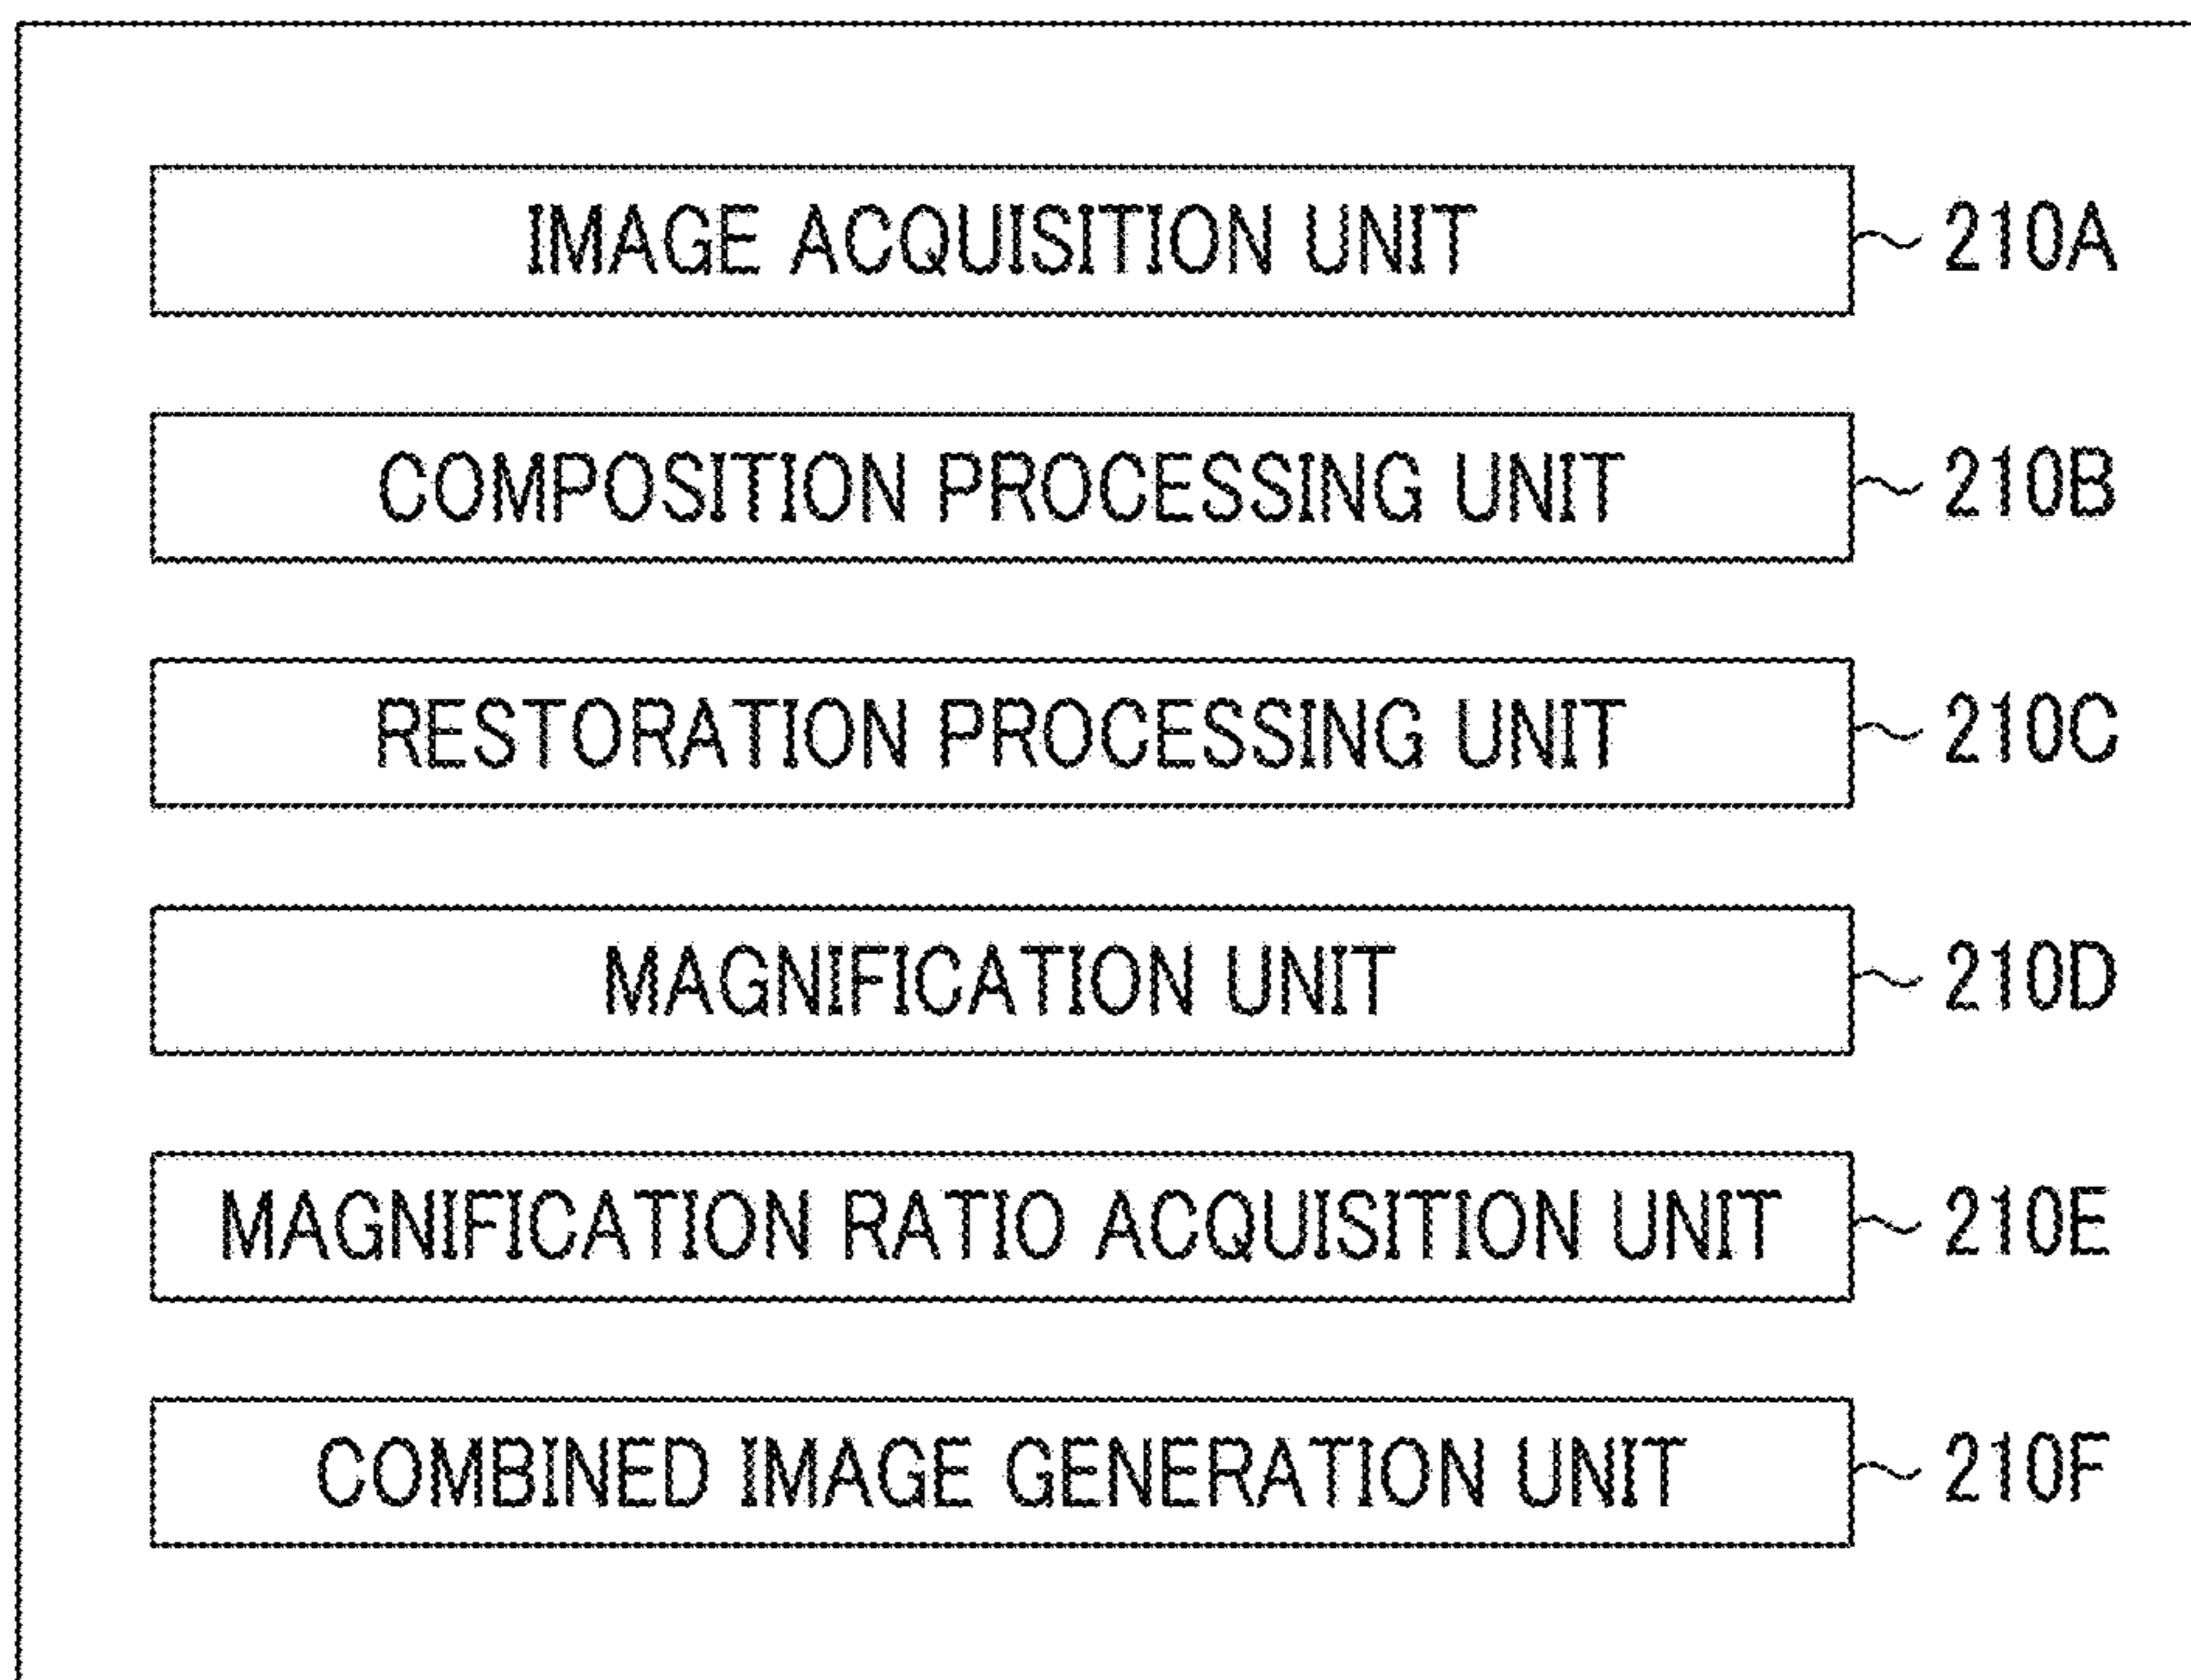 IMAGE ACQUISITION UNIT 210A
COMPOSITION PROCESSING UNIT 210B
RESTORATION PROCESSING UNIT 210C
MAGNIFICATION UNIT 210D
MAGNIFICATION RATIO ACQUISITION UNIT 210E
COMBINED IMAGE GENERATION UNIT 210F